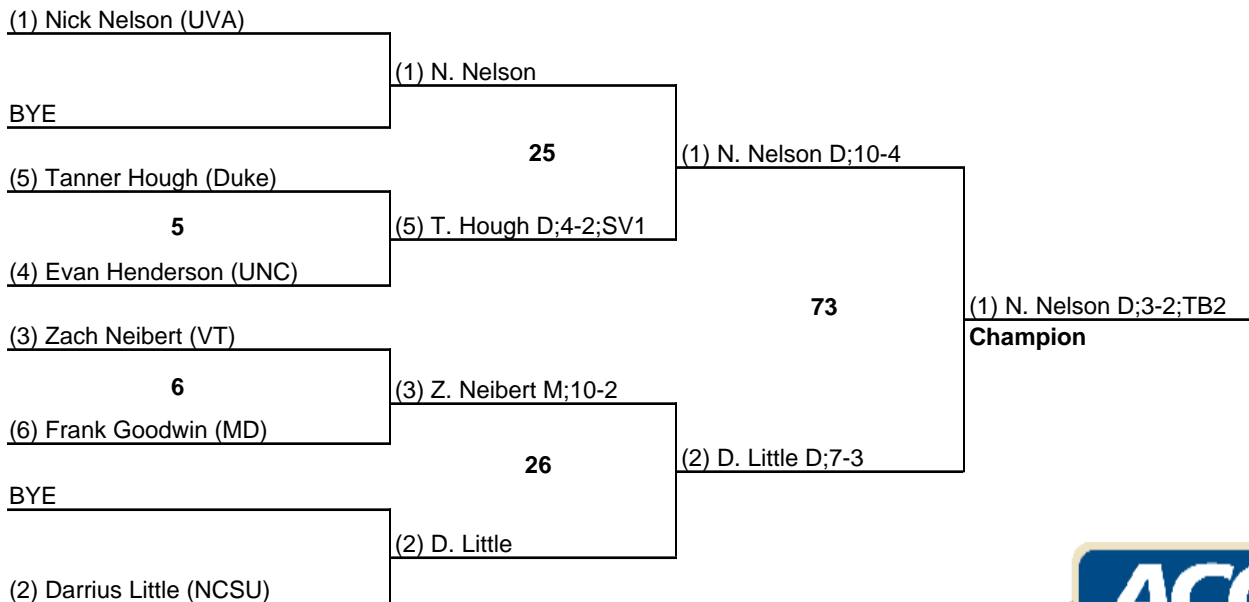 (1) Nick Nelson (UVA)
(1) N. Nelson
BYE
25
(1) N. Nelson D;10-4
(5) Tanner Hough (Duke)
5
(5) T. Hough D;4-2;SV1
(4) Evan Henderson (UNC)
73
(1) N. Nelson D;3-2;TB2
Champion
(3) Zach Neibert (VT)
6
(3) Z. Neibert M;10-2
(6) Frank Goodwin (MD)
26
(2) D. Little D;7-3
BYE
(2) D. Little
(2) Darrius Little (NCSU)
ACC